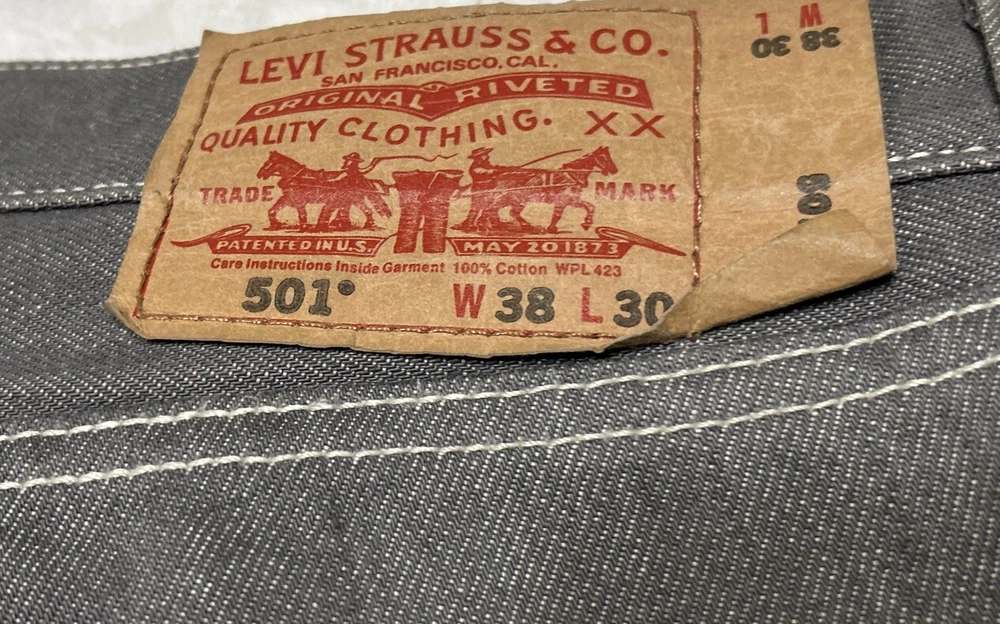 LEVI STRAUSS & CO.
SAN FRANCISCO, CAL.
ORIGINAL RIVETED
QUALITY CLOTHING. XX
TRADE MARK
PATENTED IN U.S. MAY 20 1873
Care Instructions Inside Garment 100% Cotton WPL 423
501® W 38 L 30
W L
38 30